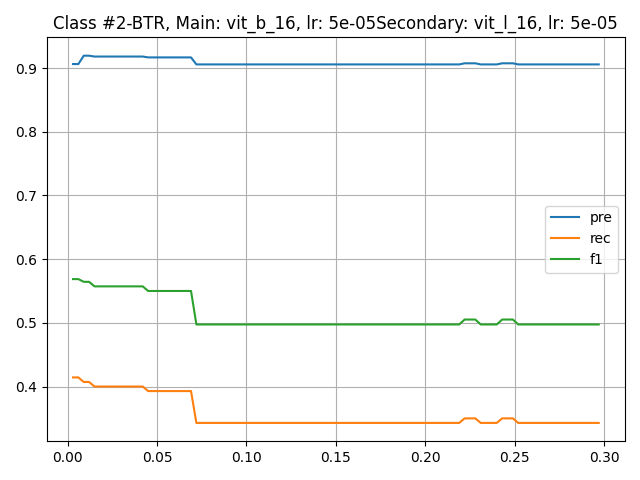 Class #2-BTR, Main: vit_b_16, lr: 5e-05Secondary: vit_l_16, lr: 5e-05
0.9
0.8
0.7
0.6
0.5
0.4
pre
rec
f1
0.00 0.05 0.10 0.15 0.20 0.25 0.30